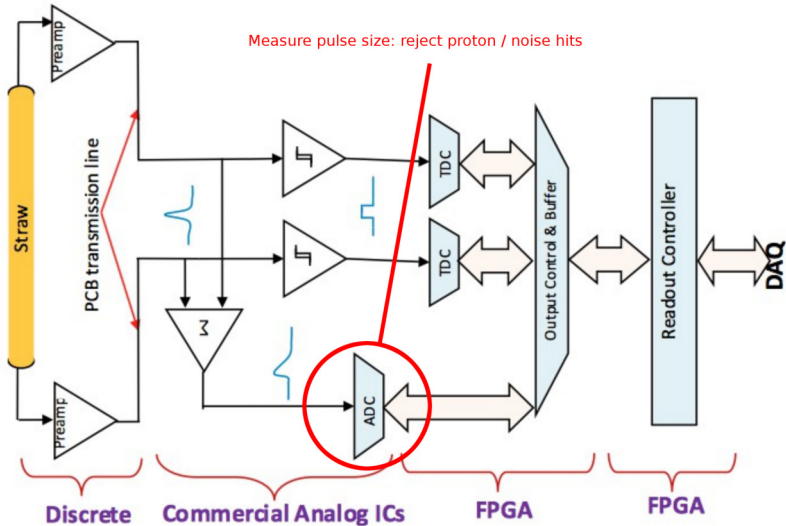 Measure pulse size: reject proton / noise hits
Preamp
Straw
PCB transmission line
TDC
TDC
Σ
ADC
Output Control & Buffer
Readout Controller
DAQ
Preamp
Discrete
Commercial Analog ICs
FPGA
FPGA